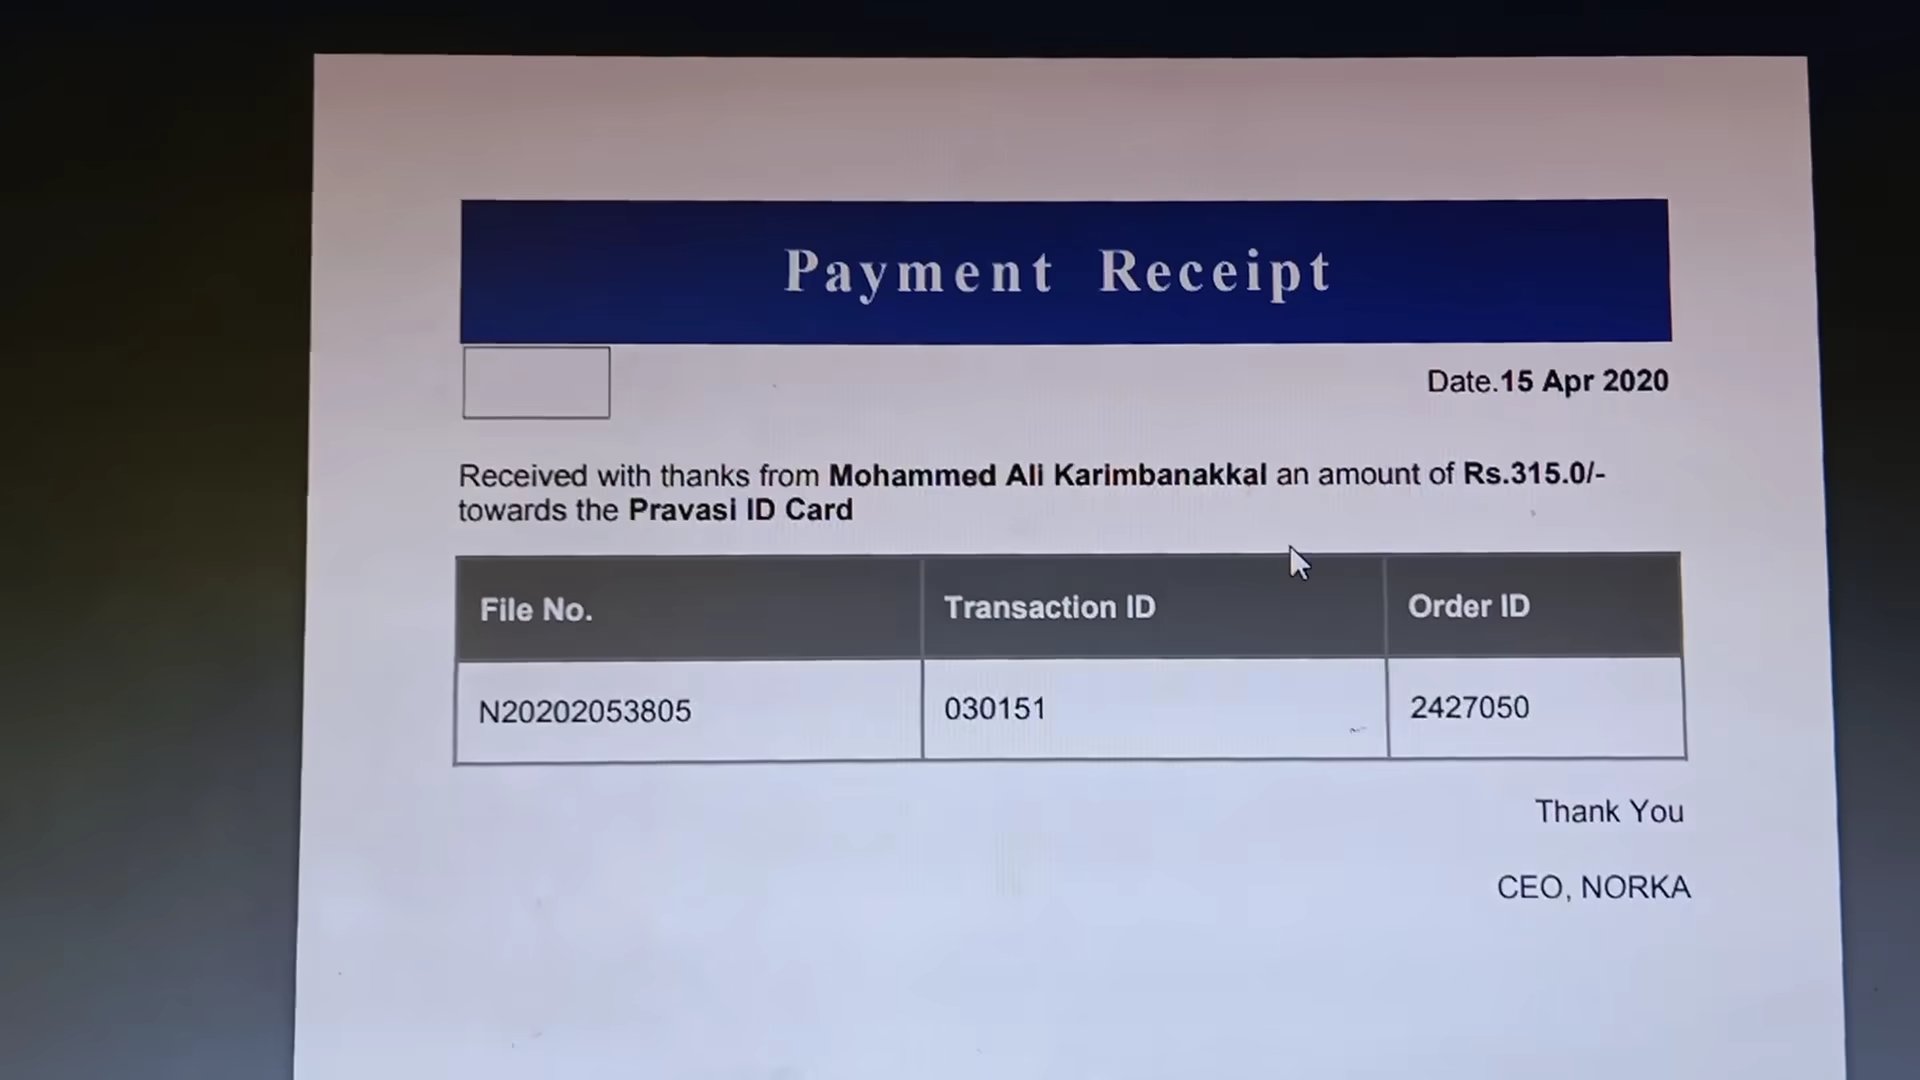 Payment Receipt
Date.15 Apr 2020
Received with thanks from Mohammed Ali Karimbanakkal an amount of Rs.315.0/-
towards the Pravasi ID Card
File No. Transaction ID Order ID
N20202053805 030151 2427050
Thank You
CEO, NORKA